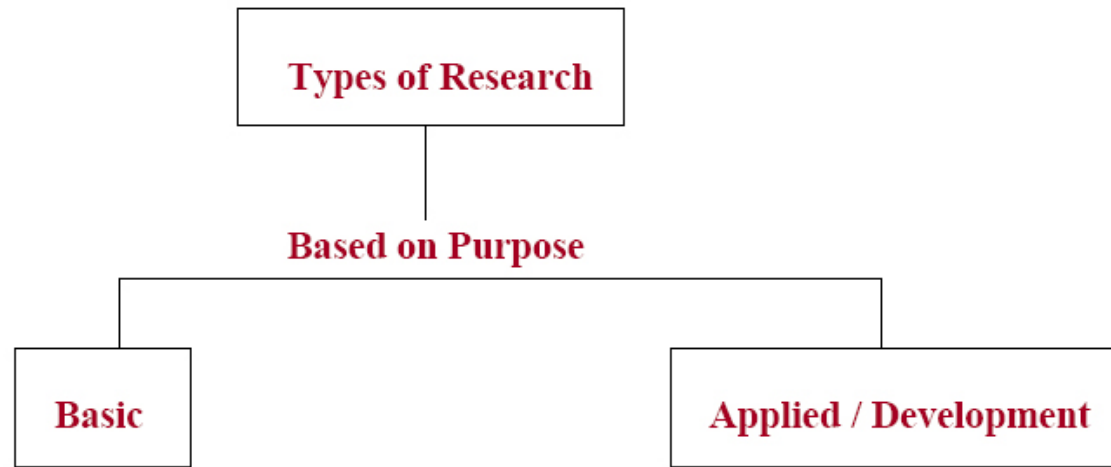 Types of Research
Based on Purpose
Basic
Applied / Development